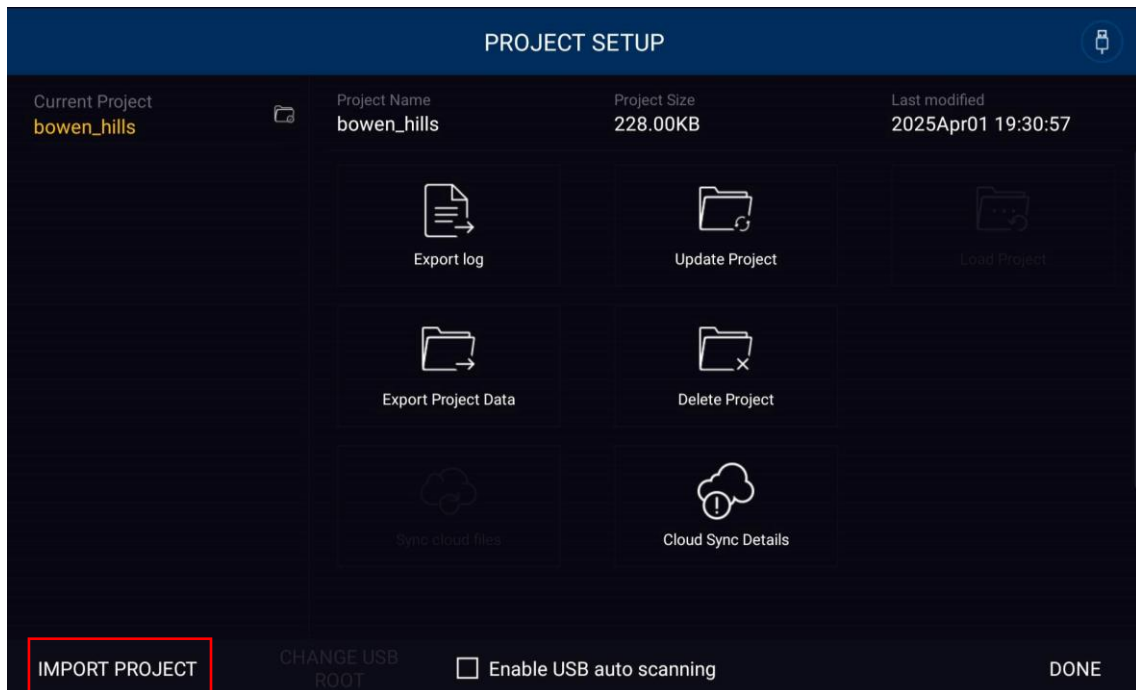 PROJECT SETUP
Current Project
bowen_hills
Project Name
bowen_hills
Project Size
228.00KB
Last modified
2025Apr01 19:30:57
Export log
Update Project
Load Project
Export Project Data
Delete Project
Sync cloud files
Cloud Sync Details
IMPORT PROJECT
CHANGE USB
ROOT
Enable USB auto scanning
DONE